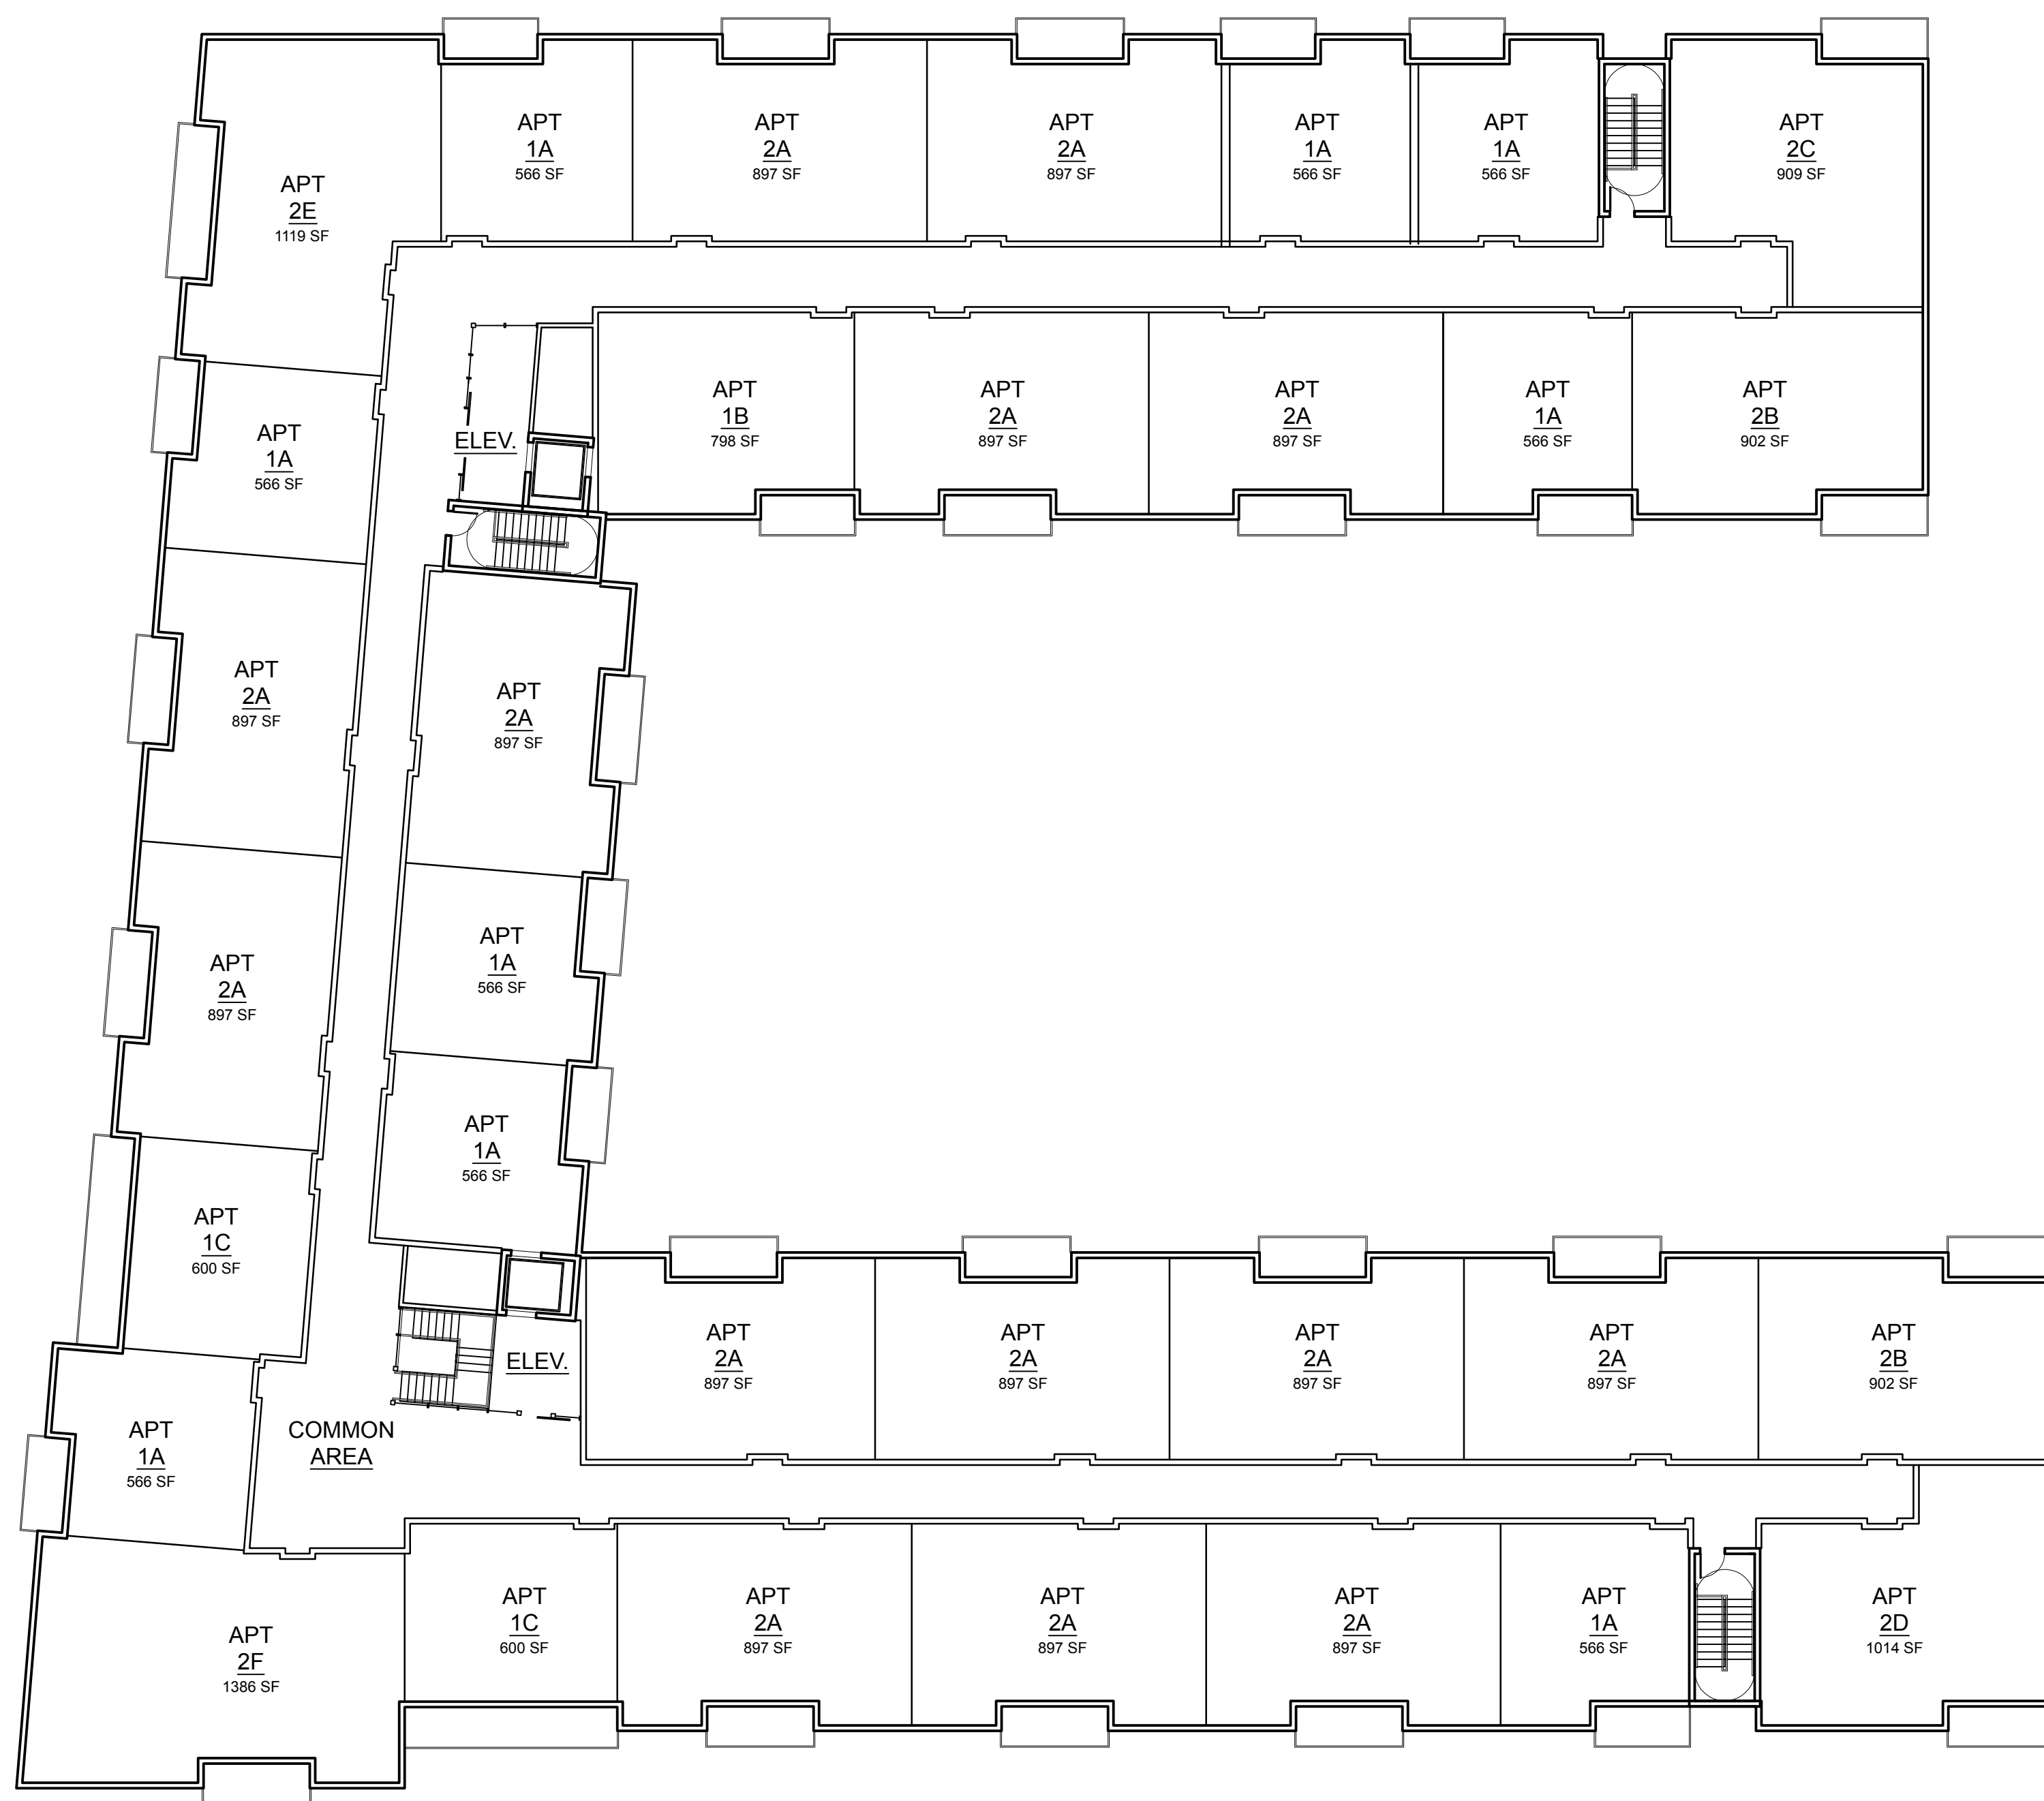 APT
2E
1119 SF
APT
1A
566 SF
APT
2A
897 SF
APT
2A
897 SF
APT
1A
566 SF
APT
1A
566 SF
APT
2C
909 SF
APT
1B
798 SF
APT
2A
897 SF
APT
2A
897 SF
APT
1A
566 SF
APT
2B
902 SF
ELEV.
APT
1A
566 SF
APT
2A
897 SF
APT
2A
897 SF
APT
2A
897 SF
APT
1A
566 SF
APT
1A
566 SF
APT
1C
600 SF
APT
1A
566 SF
COMMON
AREA
ELEV.
APT
2A
897 SF
APT
2A
897 SF
APT
2A
897 SF
APT
2A
897 SF
APT
2B
902 SF
APT
2F
1386 SF
APT
1C
600 SF
APT
2A
897 SF
APT
2A
897 SF
APT
2A
897 SF
APT
1A
566 SF
APT
2D
1014 SF